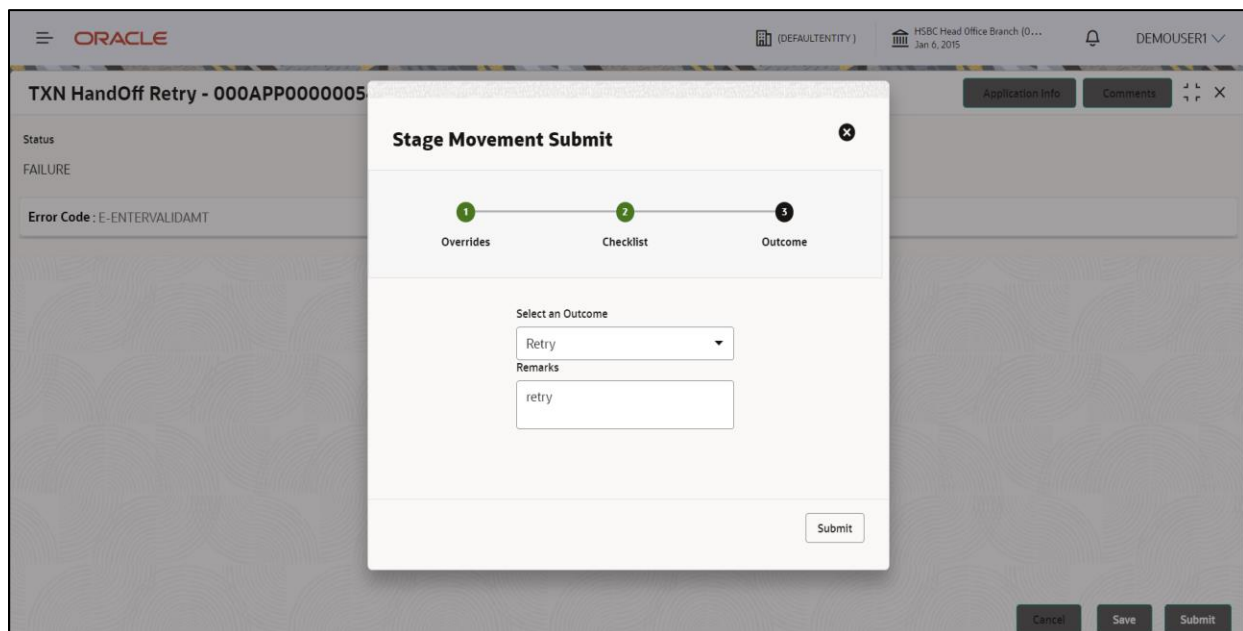 ORACLE
(DEFAULTENTITY)
HSBC Head Office Branch (0...
Jan 6, 2015
DEMOUSER1
TXN HandOff Retry - 000APP0000005
Application Info
Comments
Status
FAILURE
Error Code : E-ENTERVALIDAMT
Stage Movement Submit
1
2
3
Overrides
Checklist
Outcome
Select an Outcome
Retry
Remarks
retry
Submit
Cancel
Save
Submit